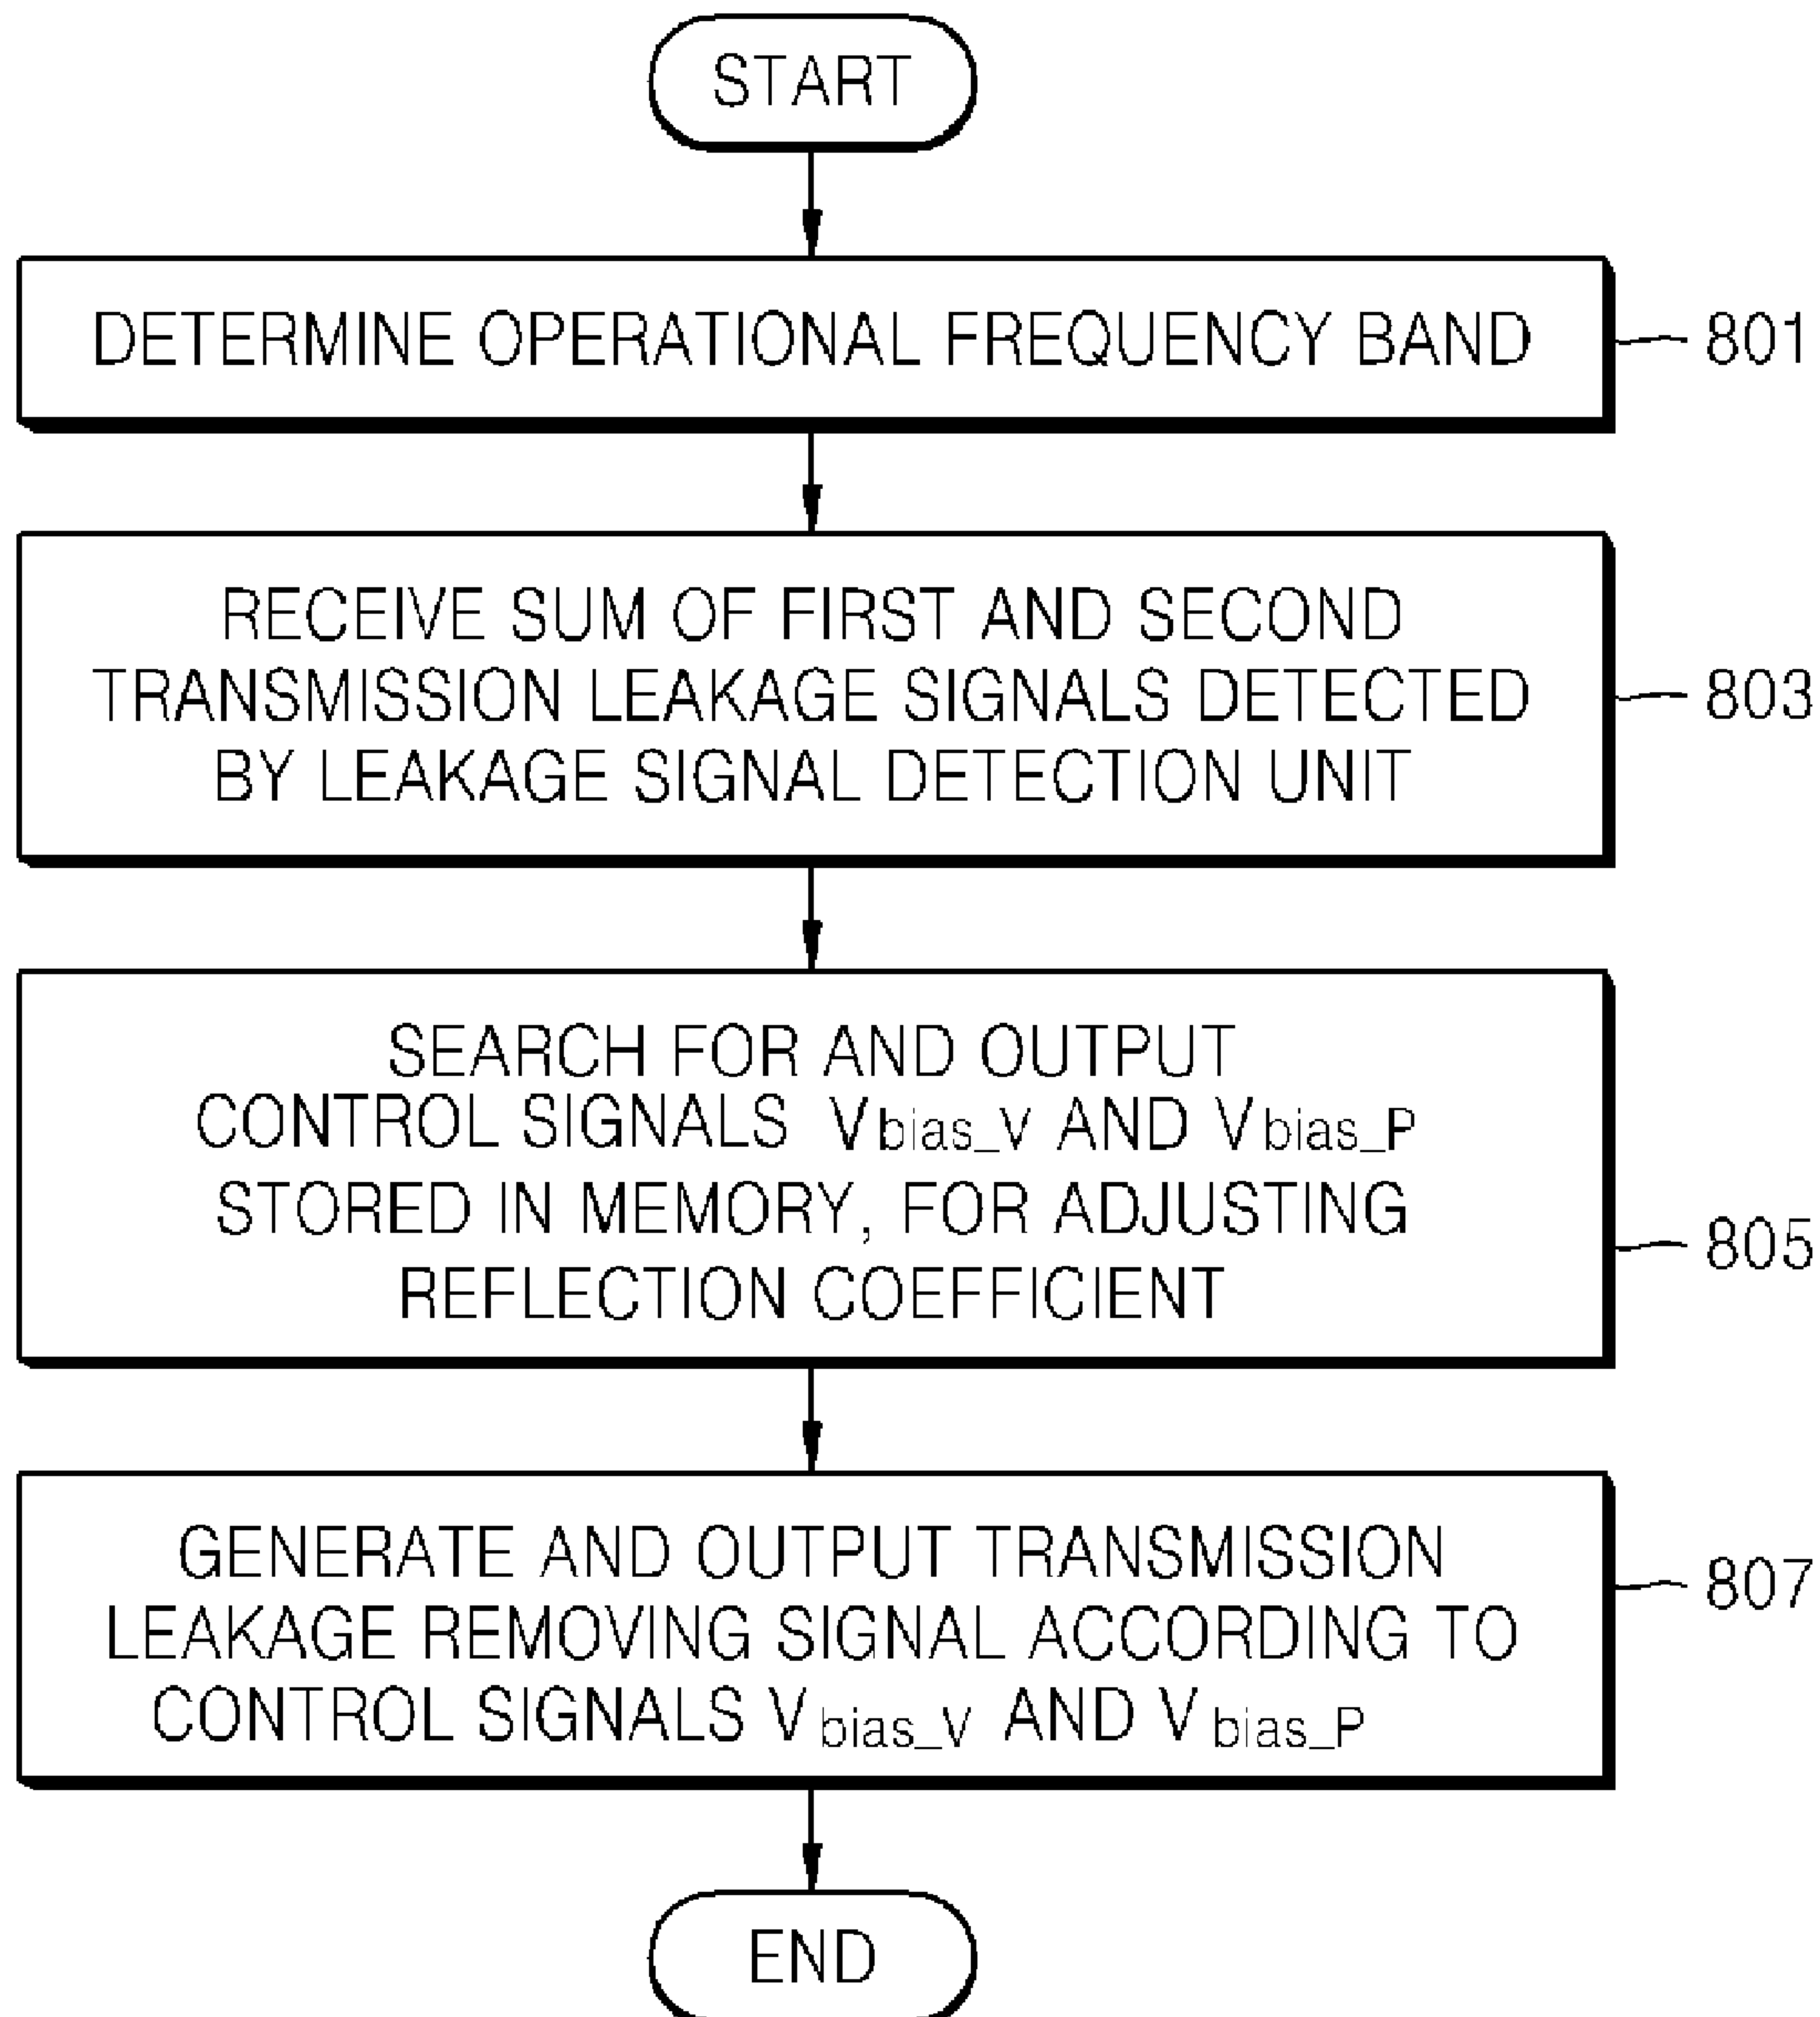 START
DETERMINE OPERATIONAL FREQUENCY BAND
801
RECEIVE SUM OF FIRST AND SECOND
TRANSMISSION LEAKAGE SIGNALS DETECTED
BY LEAKAGE SIGNAL DETECTION UNIT
803
SEARCH FOR AND OUTPUT
CONTROL SIGNALS Vbias_V AND Vbias_P
STORED IN MEMORY, FOR ADJUSTING
REFLECTION COEFFICIENT
805
GENERATE AND OUTPUT TRANSMISSION
LEAKAGE REMOVING SIGNAL ACCORDING TO
CONTROL SIGNALS Vbias_V AND Vbias_P
807
END